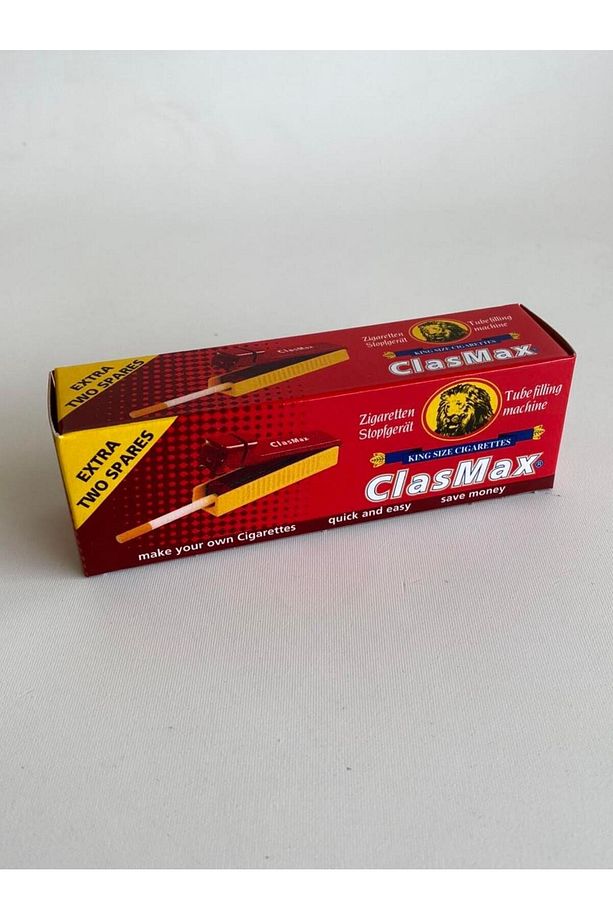 EXTRA
TWO SPARES
ClasMax
Zigaretten
Stopfgerät
Tube filling
machine
KING SIZE CIGARETTES
ClasMax
EXTRA
TWO SPARES
ClasMax
Zigaretten
Stopfgerät
Tube filling
machine
KING SIZE CIGARETTES
ClasMax®
make your own Cigarettes quick and easy save money